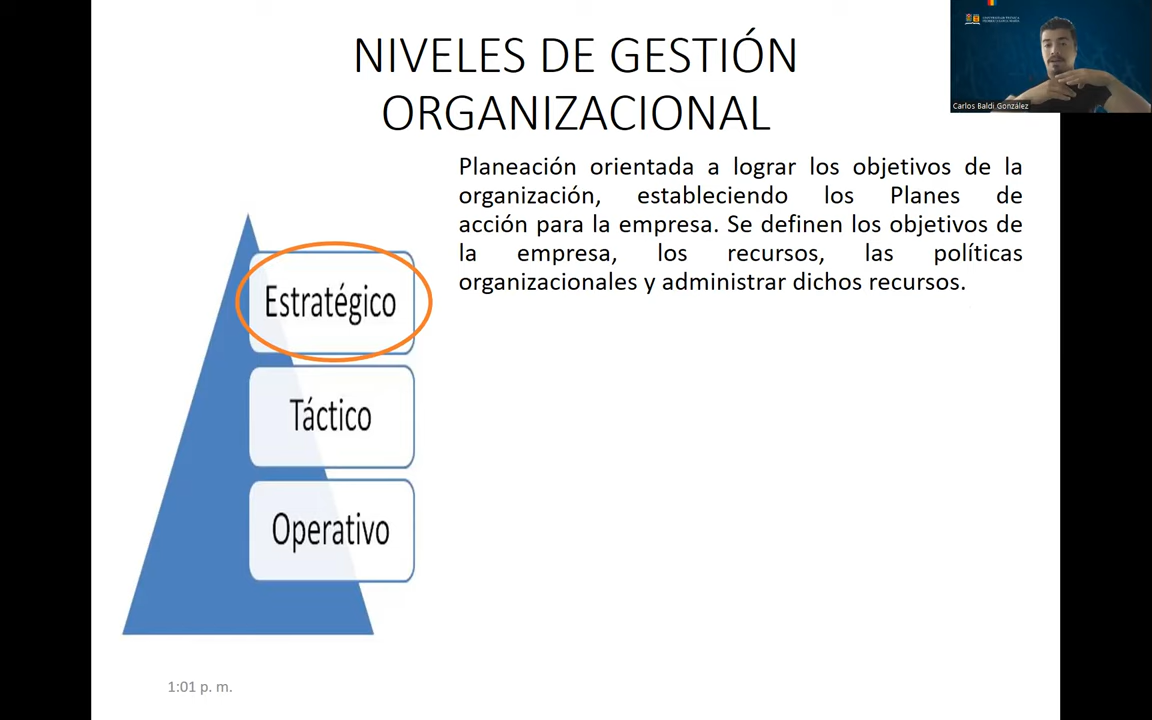 NIVELES DE GESTIÓN
ORGANIZACIONAL
Carlos Baldi González
Planeación orientada a lograr los objetivos de la
organización, estableciendo los Planes de
acción para la empresa. Se definen los objetivos de
la empresa, los recursos, las políticas
organizacionales y administrar dichos recursos.
Estratégico
Táctico
Operativo
1:01 p. m.